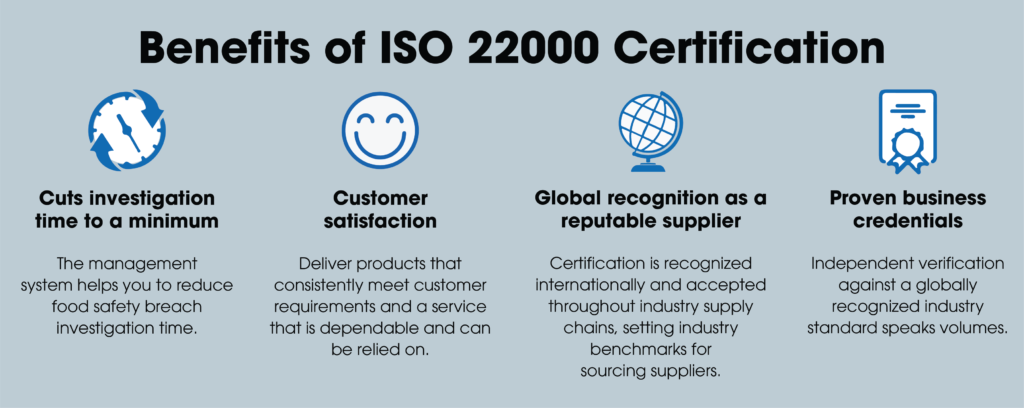 Benefits of ISO 22000 Certification
Cuts investigation
time to a minimum
The management
system helps you to reduce
food safety breach
investigation time.
Customer
satisfaction
Deliver products that
consistently meet customer
requirements and a service
that is dependable and can
be relied on.
Global recognition as a
reputable supplier
Certification is recognized
internationally and accepted
throughout industry supply
chains, setting industry
benchmarks for
sourcing suppliers.
Proven business
credentials
Independent verification
against a globally
recognized industry
standard speaks volumes.